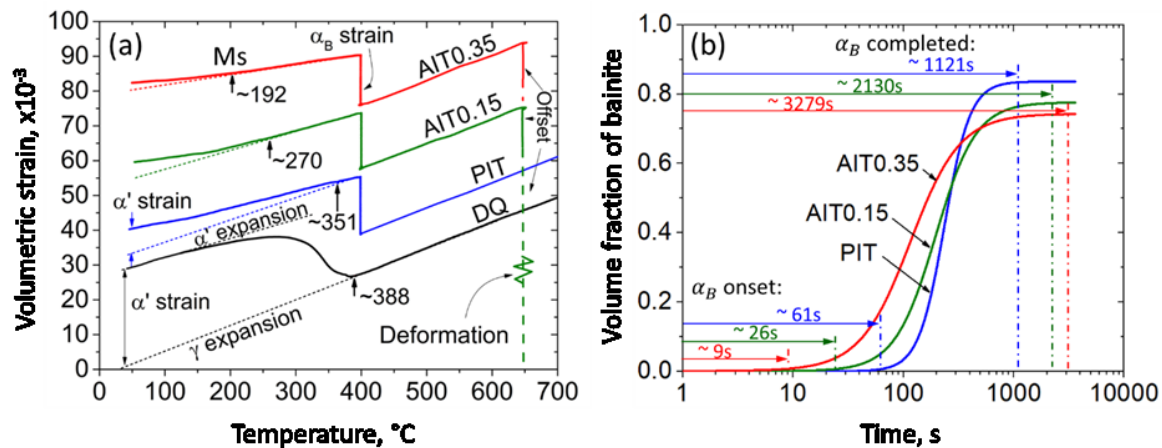 (a)
Ms
α_B strain
AIT0.35
~192
AIT0.15
Offset
~270
PIT
α' strain
α' expansion
~351
DQ
α' strain
~388
γ expansion
Deformation
100
90
80
70
60
50
40
30
20
10
0
Volumetric strain, x10⁻³
0 100 200 300 400 500 600 700
Temperature, °C
(b)
α_B completed:
~ 1121s
~ 2130s
~ 3279s
AIT0.35
AIT0.15
PIT
α_B onset:
~ 61s
~ 26s
~ 9s
1.0
0.8
0.6
0.4
0.2
0.0
Volume fraction of bainite
1 10 100 1000 10000
Time, s